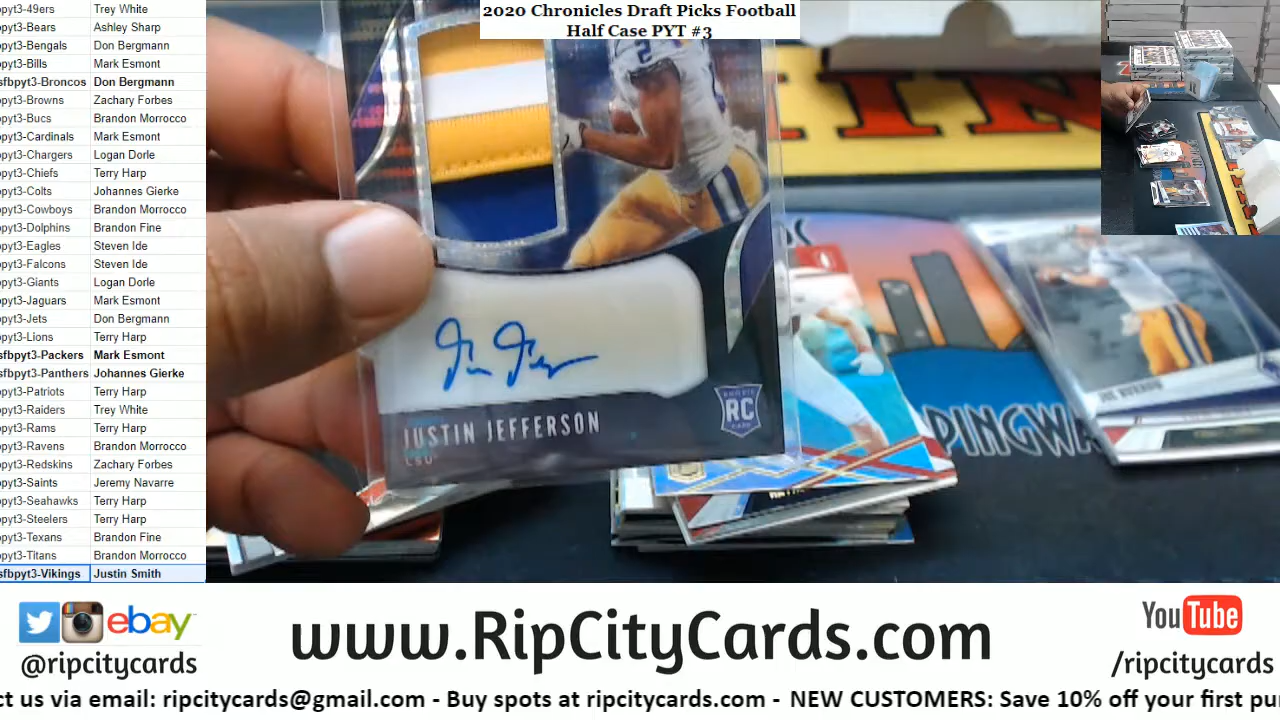 2020 Chronicles Draft Picks Football
Half Case PYT #3
pyt3-49ers Trey White
pyt3-Bears Ashley Sharp
pyt3-Bengals Don Bergmann
pyt3-Bills Mark Esmont
sfbpyt3-Broncos Don Bergmann
pyt3-Browns Zachary Forbes
pyt3-Bucs Brandon Morrocco
pyt3-Cardinals Mark Esmont
pyt3-Chargers Logan Dorle
pyt3-Chiefs Terry Harp
pyt3-Colts Johannes Gierke
pyt3-Cowboys Brandon Morrocco
pyt3-Dolphins Brandon Fine
pyt3-Eagles Steven Ide
pyt3-Falcons Steven Ide
pyt3-Giants Logan Dorle
pyt3-Jaguars Mark Esmont
pyt3-Jets Don Bergmann
pyt3-Lions Terry Harp
sfbpyt3-Packers Mark Esmont
sfbpyt3-Panthers Johannes Gierke
pyt3-Patriots Terry Harp
pyt3-Raiders Trey White
pyt3-Rams Terry Harp
pyt3-Ravens Brandon Morrocco
pyt3-Redskins Zachary Forbes
pyt3-Saints Jeremy Navarre
pyt3-Seahawks Terry Harp
pyt3-Steelers Terry Harp
pyt3-Texans Brandon Fine
pyt3-Titans Brandon Morrocco
sfbpyt3-Vikings Justin Smith
JUSTIN JEFFERSON
LSU
ROOKIE
RC
CARD
JOE BURROW
PINGWA
ebay
@ripcitycards
www.RipCityCards.com
YouTube
/ripcitycards
ct us via email: ripcitycards@gmail.com - Buy spots at ripcitycards.com - NEW CUSTOMERS: Save 10% off your first pu